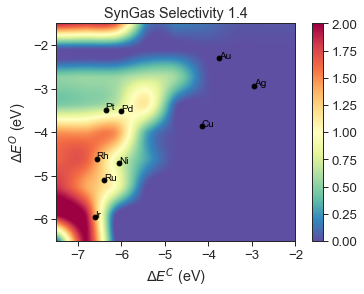 SynGas Selectivity 1.4
ΔE^O (eV)
−2
−3
−4
−5
−6
Au
Ag
Pt
Pd
Cu
Rh
Ni
Ru
Ir
−7
−6
−5
−4
−3
−2
ΔE^C (eV)
2.00
1.75
1.50
1.25
1.00
0.75
0.50
0.25
0.00